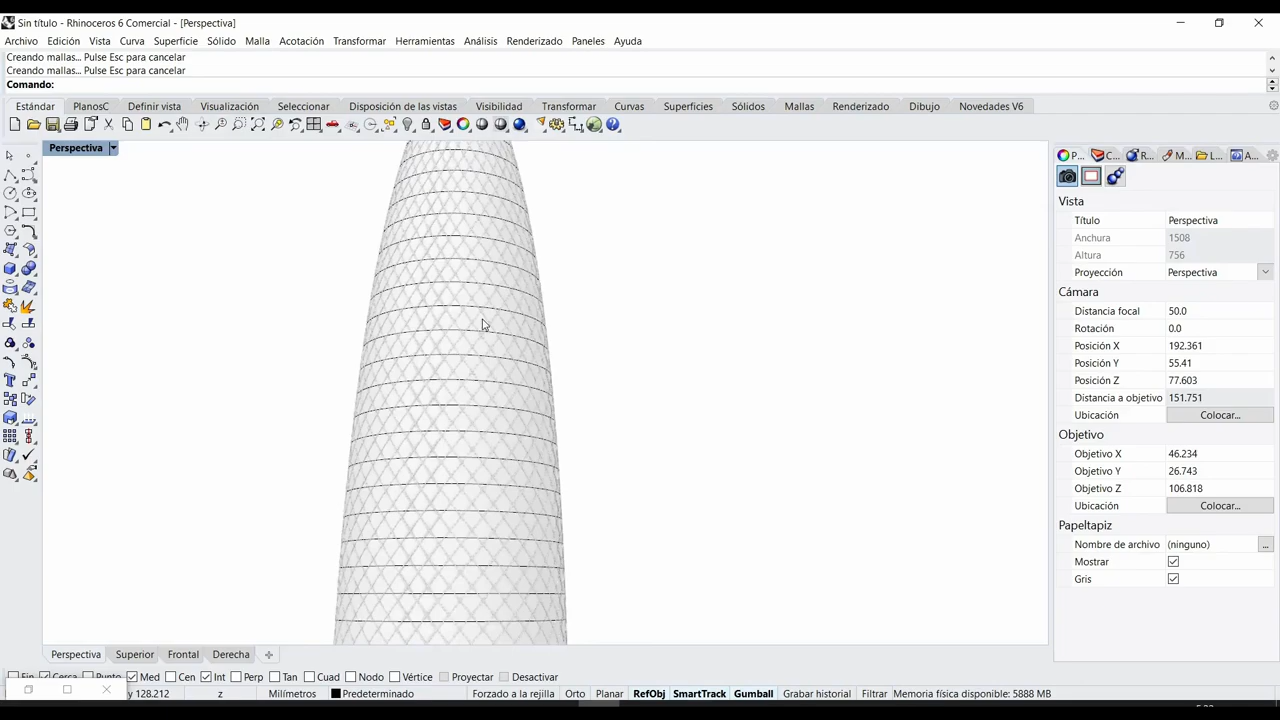 Sin título - Rhinoceros 6 Comercial - [Perspectiva]
Archivo Edición Vista Curva Superficie Sólido Malla Acotación Transformar Herramientas Análisis Renderizado Paneles Ayuda
Creando mallas... Pulse Esc para cancelar
Creando mallas... Pulse Esc para cancelar
Comando:
Estándar PlanosC Definir vista Visualización Seleccionar Disposición de las vistas Visibilidad Transformar Curvas Superficies Sólidos Mallas Renderizado Dibujo Novedades V6
Perspectiva
P... C... R... M... L... A...
Vista
Título Perspectiva
Anchura 1508
Altura 756
Proyección Perspectiva
Cámara
Distancia focal 50.0
Rotación 0.0
Posición X 192.361
Posición Y 55.41
Posición Z 77.603
Distancia a objetivo 151.751
Ubicación Colocar...
Objetivo
Objetivo X 46.234
Objetivo Y 26.743
Objetivo Z 106.818
Ubicación Colocar...
Papeltapiz
Nombre de archivo (ninguno) ...
Mostrar
Gris
Perspectiva Superior Frontal Derecha
Fin Cerca Punto Med Cen Int Perp Tan Cuad Nodo Vértice Proyectar Desactivar
y 128.212 z Milímetros Predeterminado Forzado a la rejilla Orto Planar RefObj SmartTrack Gumball Grabar historial Filtrar Memoria física disponible: 5888 MB